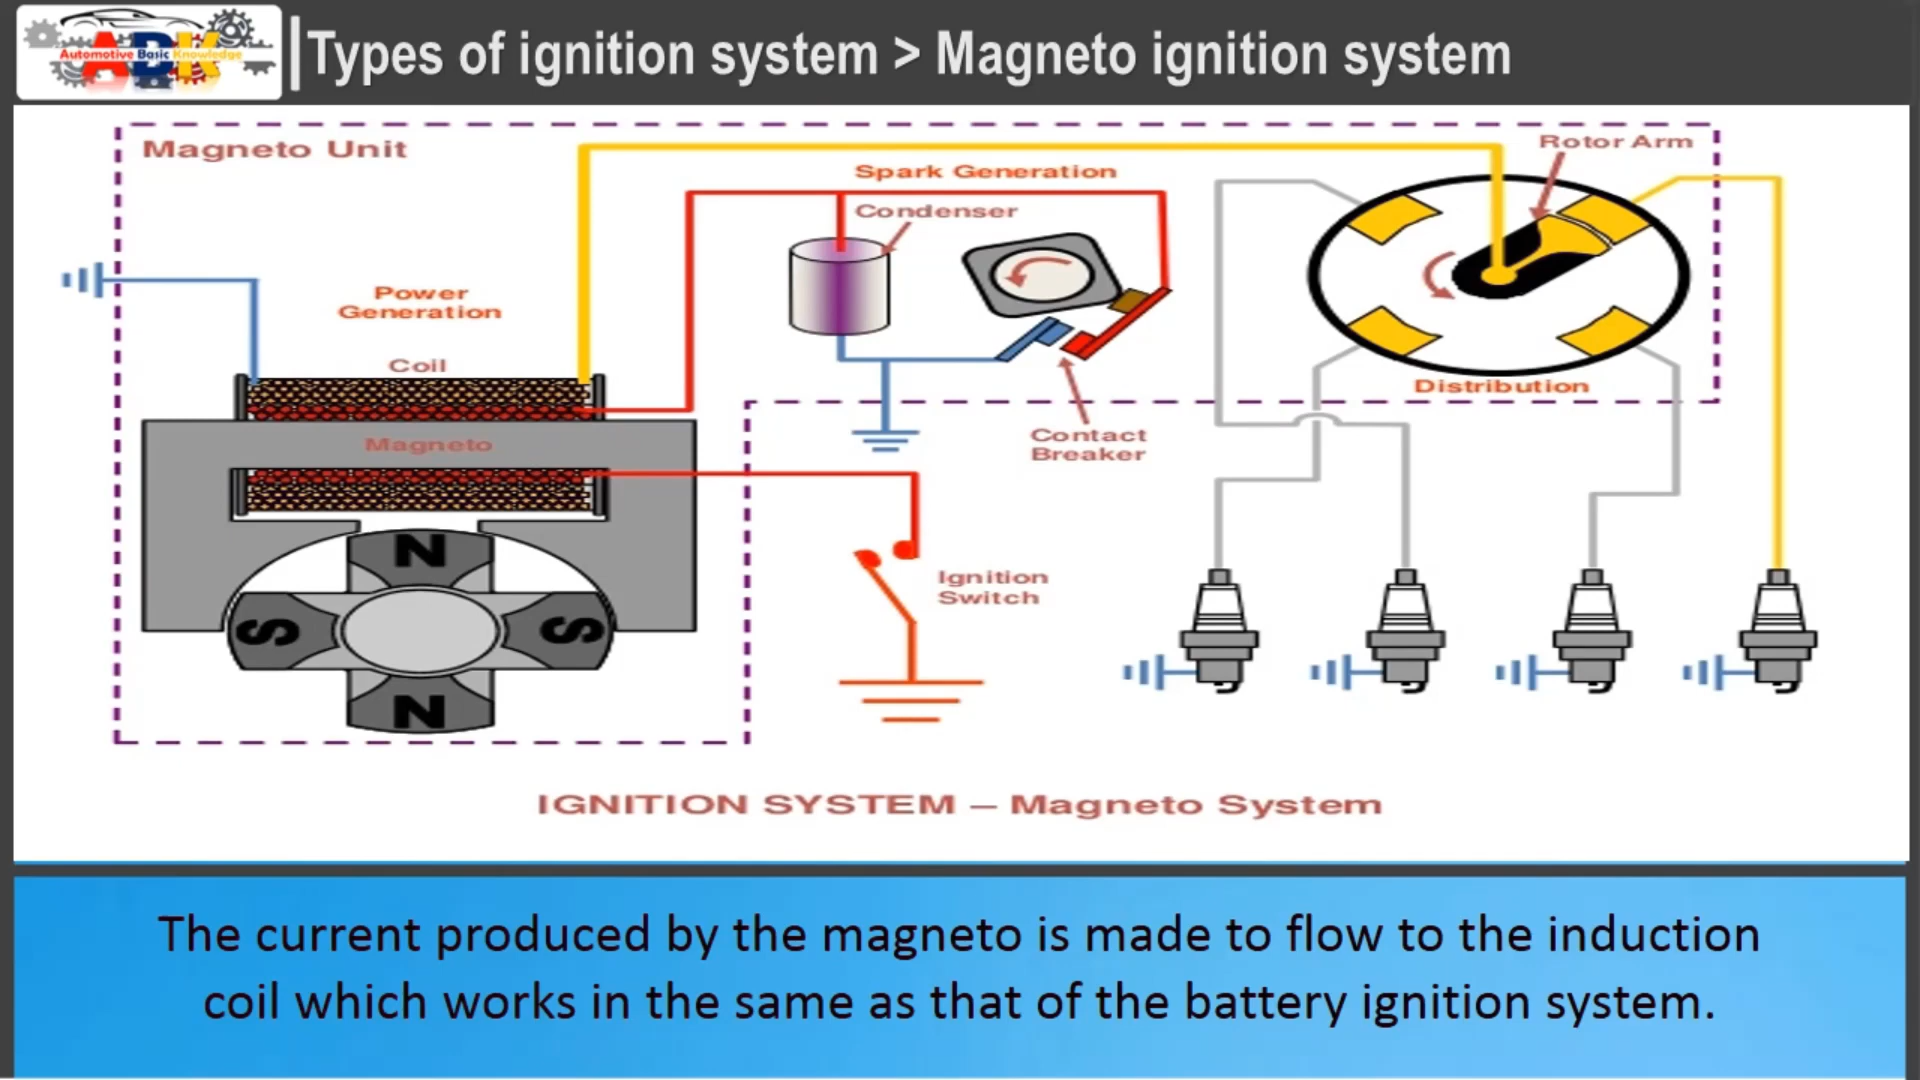 ABK
Automotive Basic Knowledge
Types of ignition system > Magneto ignition system
Magneto Unit
Rotor Arm
Spark Generation
Condenser
Power
Generation
Coil
Distribution
Magneto
Contact
Breaker
N
Ignition
Switch
S
S
N
IGNITION SYSTEM – Magneto System
The current produced by the magneto is made to flow to the induction
coil which works in the same as that of the battery ignition system.